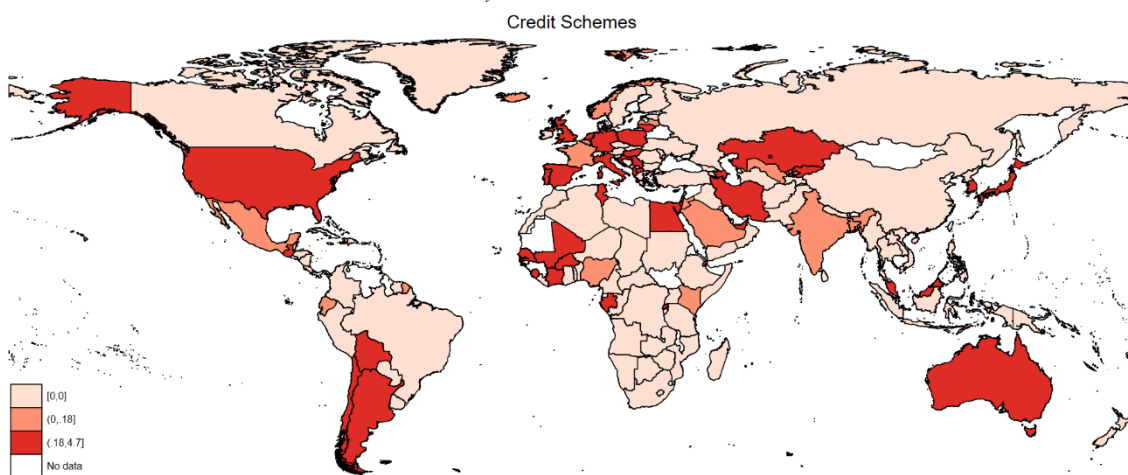 Credit Schemes
[0,0]
(0,.18]
(.18,4.7]
No data